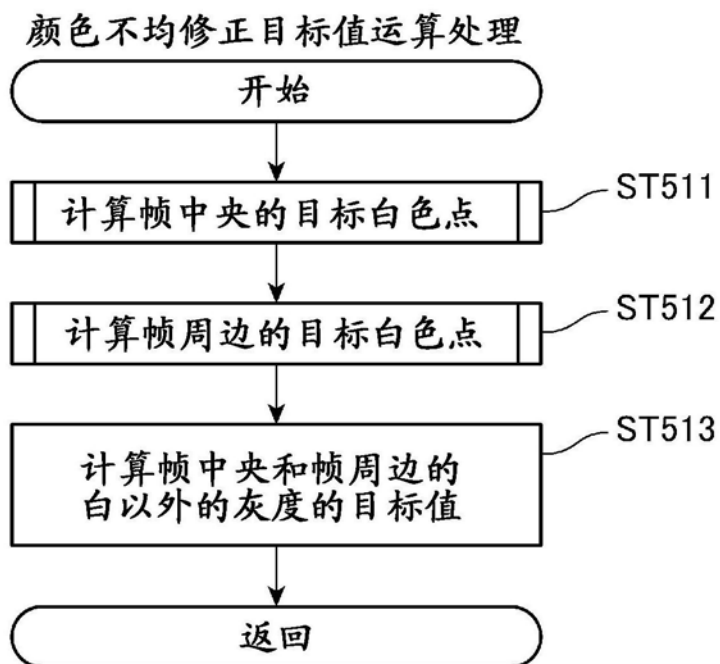 颜色不均修正目标值运算处理
开始
计算帧中央的目标白色点
ST511
计算帧周边的目标白色点
ST512
计算帧中央和帧周边的
白以外的灰度的目标值
ST513
返回